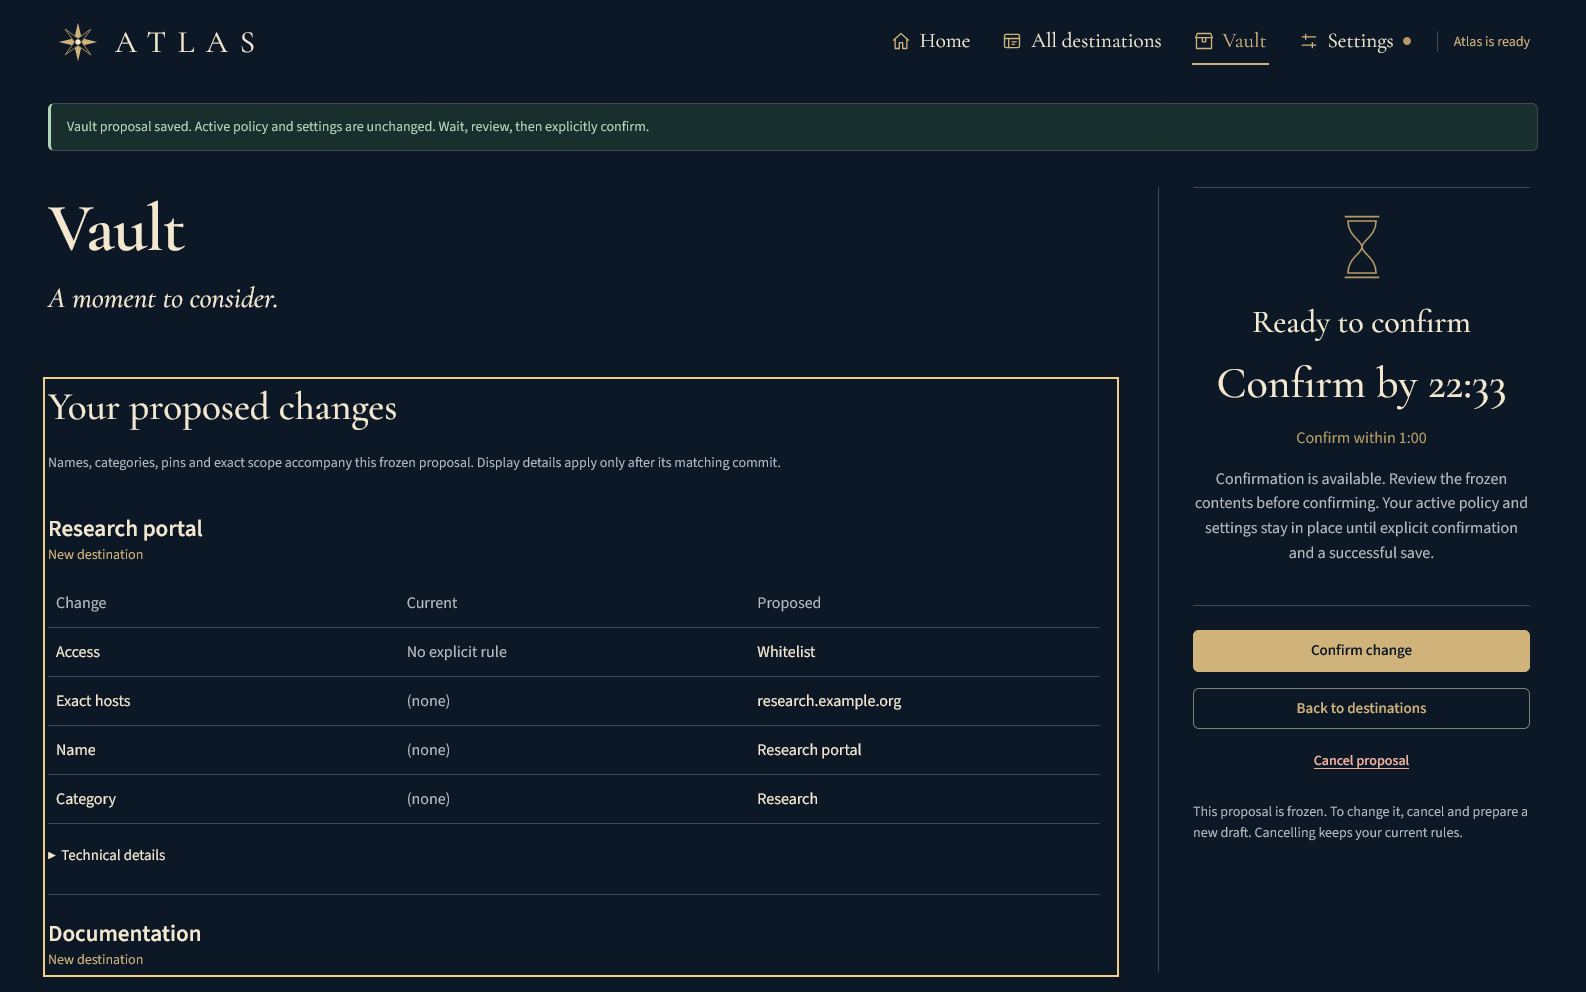 ATLAS
Home
All destinations
Vault
Settings
Atlas is ready
Vault proposal saved. Active policy and settings are unchanged. Wait, review, then explicitly confirm.
Vault
A moment to consider.
Your proposed changes
Names, categories, pins and exact scope accompany this frozen proposal. Display details apply only after its matching commit.
Research portal
New destination
Change Current Proposed
Access No explicit rule Whitelist
Exact hosts (none) research.example.org
Name (none) Research portal
Category (none) Research
Technical details
Documentation
New destination
Ready to confirm
Confirm by 22:33
Confirm within 1:00
Confirmation is available. Review the frozen
contents before confirming. Your active policy and
settings stay in place until explicit confirmation
and a successful save.
Confirm change
Back to destinations
Cancel proposal
This proposal is frozen. To change it, cancel and prepare a
new draft. Cancelling keeps your current rules.